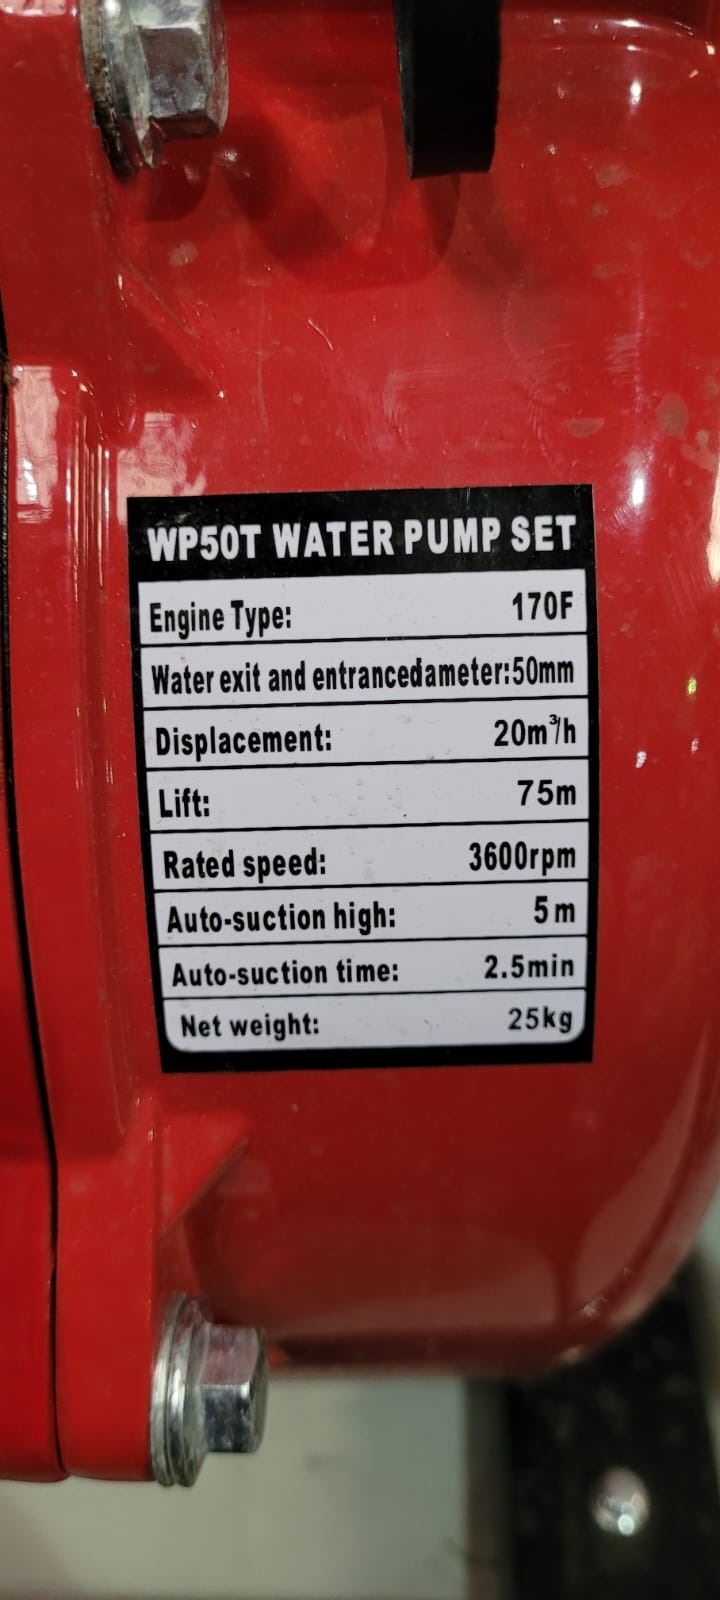 WP50T WATER PUMP SET
Engine Type: 170F
Water exit and entrancedameter:50mm
Displacement: 20m³/h
Lift: 75m
Rated speed: 3600rpm
Auto-suction high: 5m
Auto-suction time: 2.5min
Net weight: 25kg